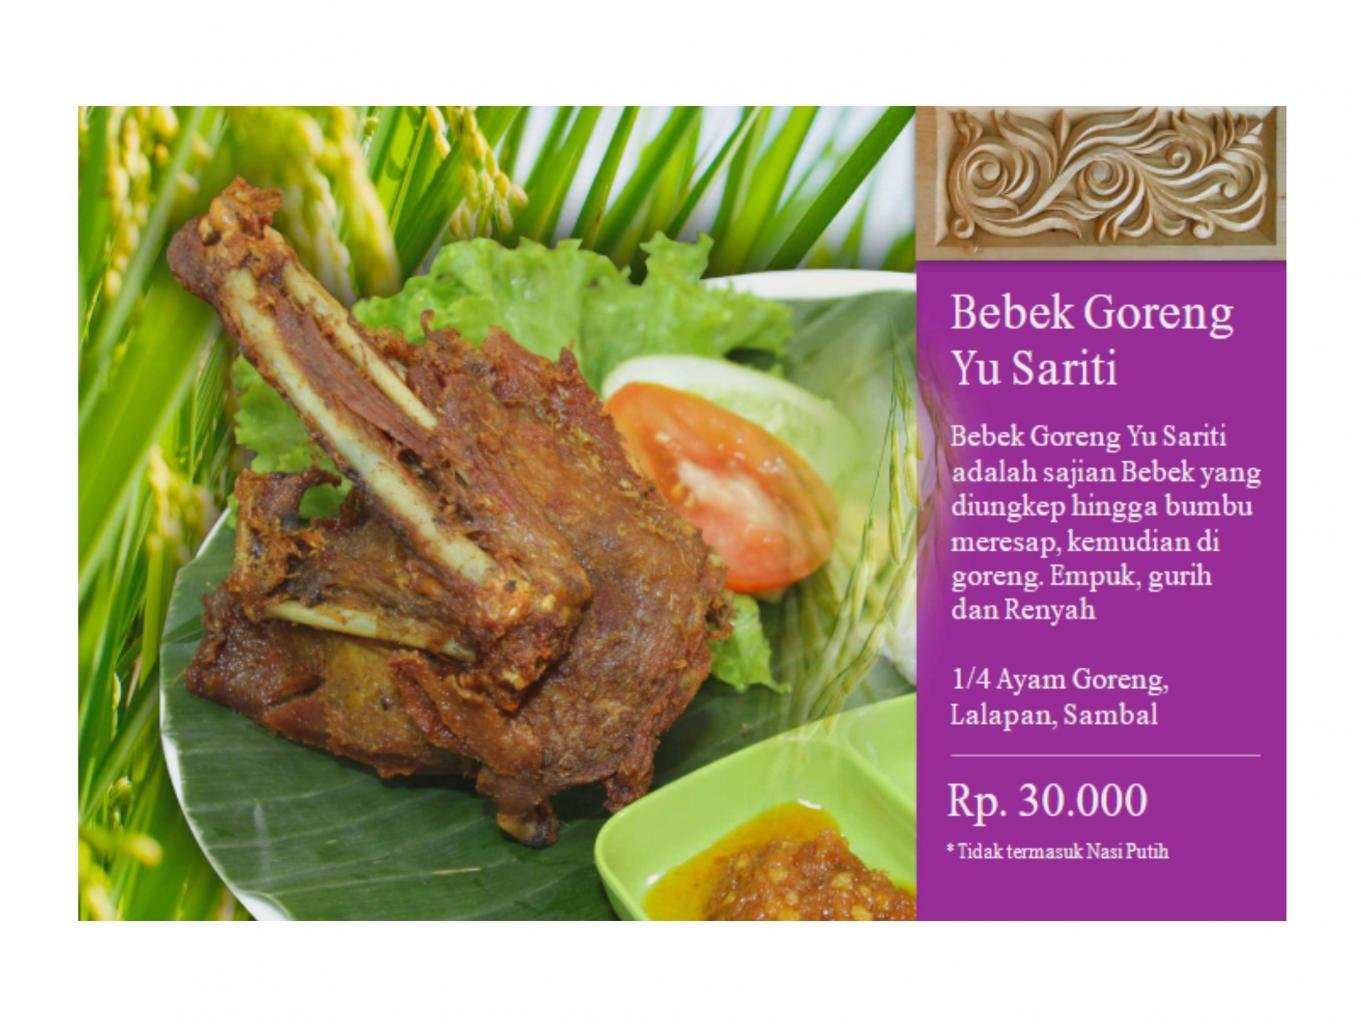 Bebek Goreng
Yu Sariti
Bebek Goreng Yu Sariti
adalah sajian Bebek yang
diungkep hingga bumbu
meresap, kemudian di
goreng. Empuk, gurih
dan Renyah
1/4 Ayam Goreng,
Lalapan, Sambal
Rp. 30.000
* Tidak termasuk Nasi Putih